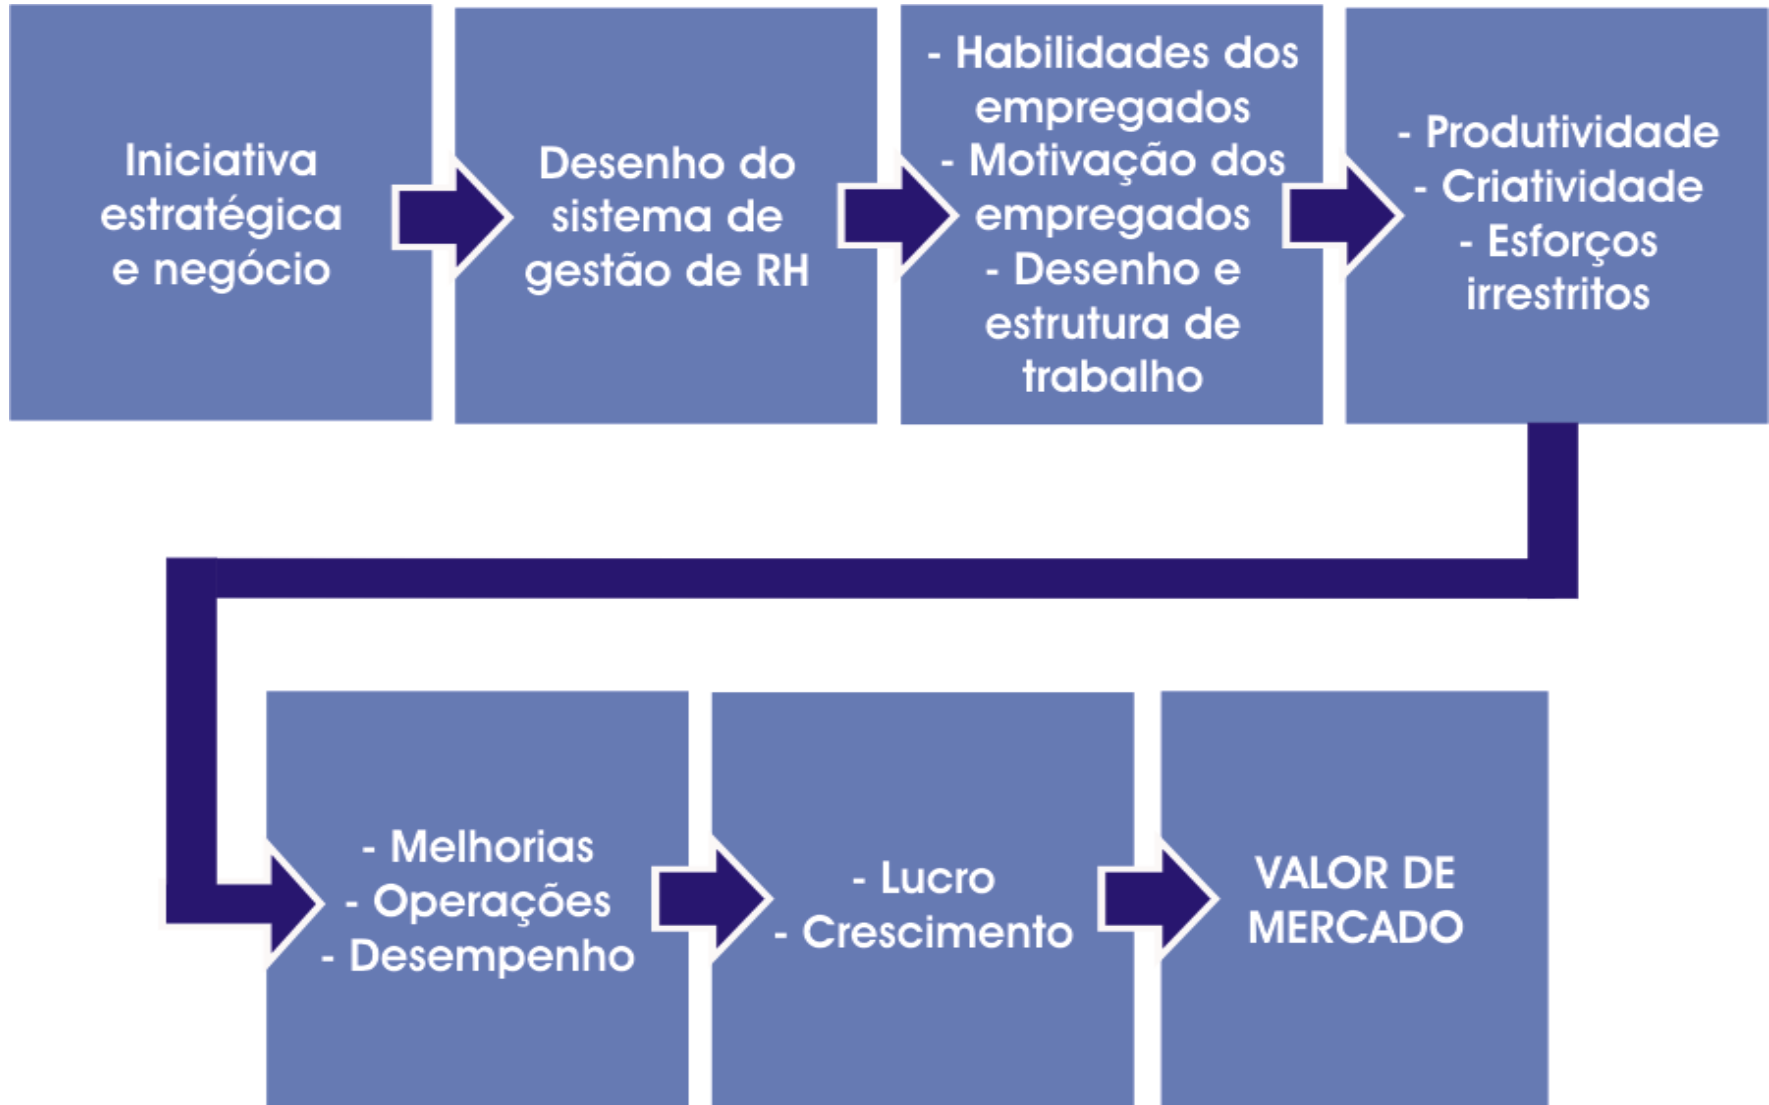 Iniciativa
estratégica
e negócio
Desenho do
sistema de
gestão de RH
- Habilidades dos
empregados
- Motivação dos
empregados
- Desenho e
estrutura de
trabalho
- Produtividade
- Criatividade
- Esforços
irrestritos
- Melhorias
- Operações
- Desempenho
- Lucro
- Crescimento
VALOR DE
MERCADO